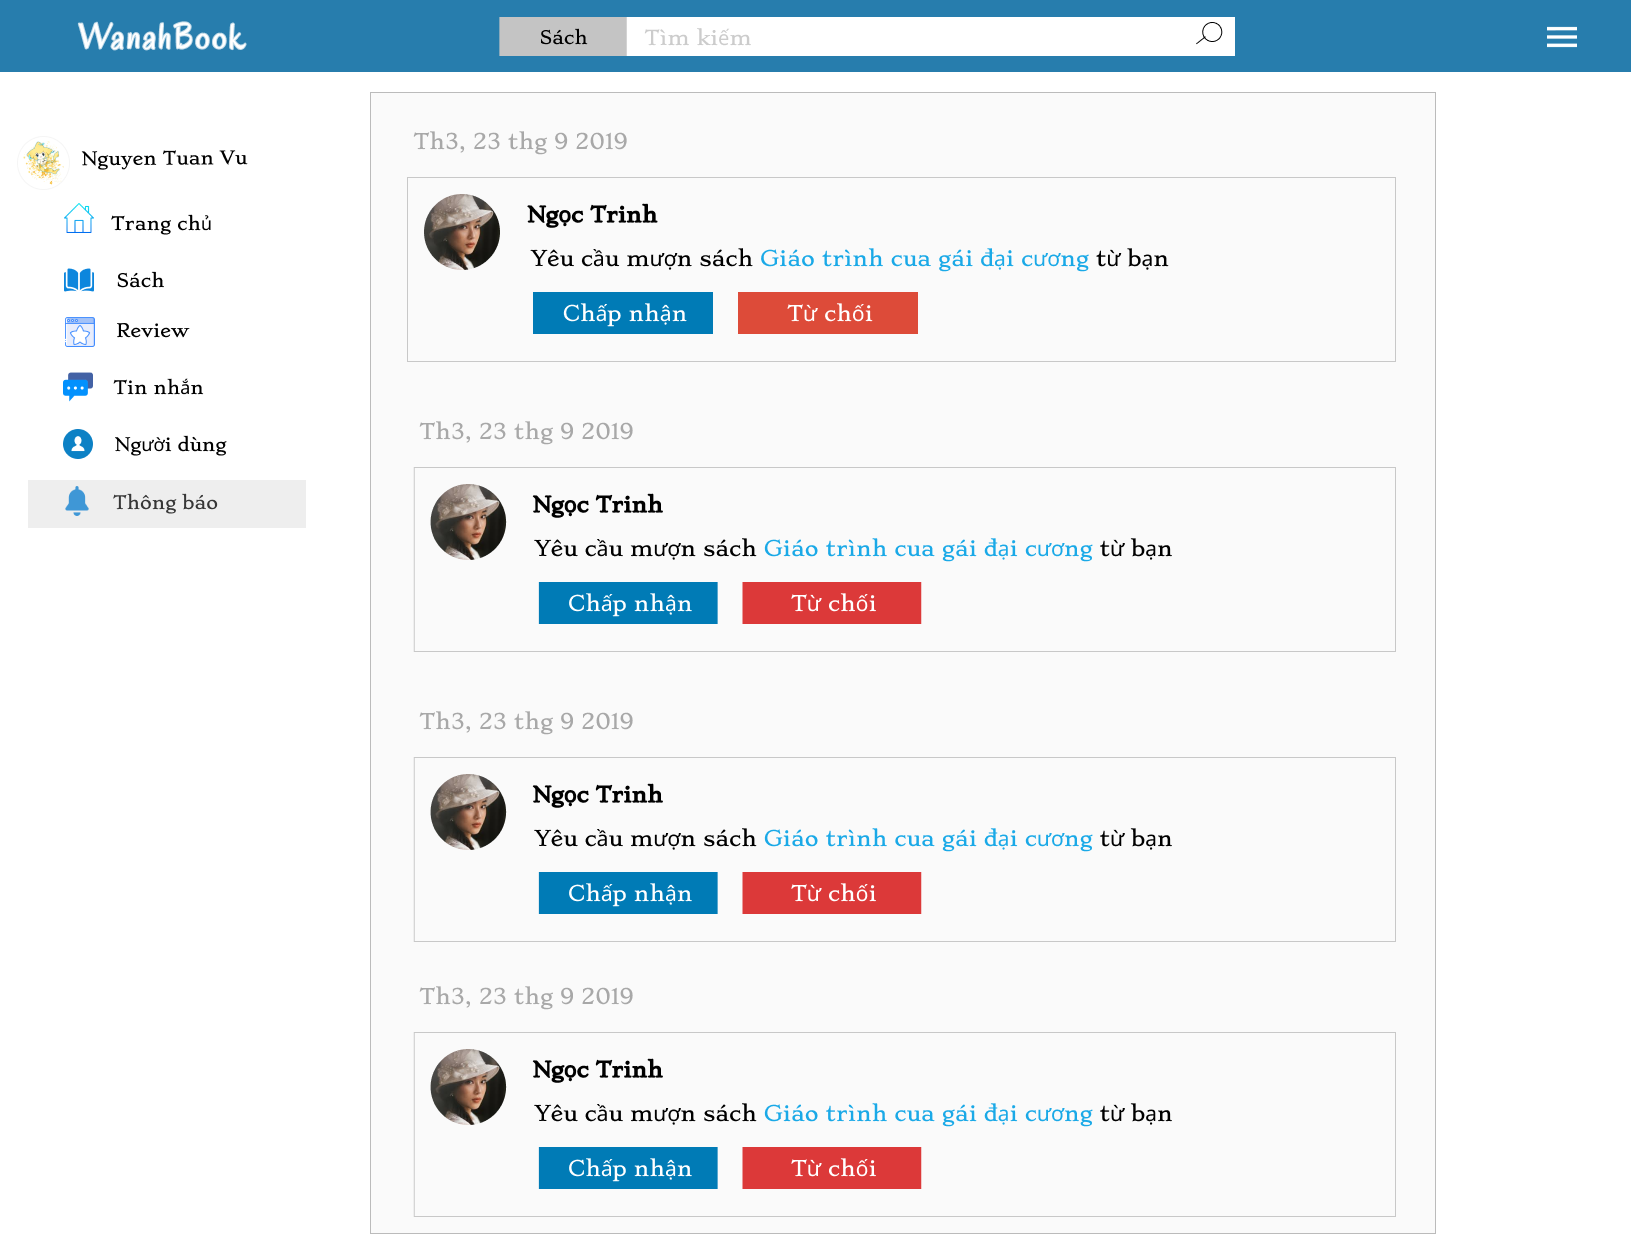 WanahBook
Sách
Tìm kiếm
Nguyen Tuan Vu
Trang chủ
Sách
Review
Tin nhắn
Người dùng
Thông báo
Th3, 23 thg 9 2019
Ngọc Trinh
Yêu cầu mượn sách Giáo trình cua gái đại cương từ bạn
Chấp nhận
Từ chối
Th3, 23 thg 9 2019
Ngọc Trinh
Yêu cầu mượn sách Giáo trình cua gái đại cương từ bạn
Chấp nhận
Từ chối
Th3, 23 thg 9 2019
Ngọc Trinh
Yêu cầu mượn sách Giáo trình cua gái đại cương từ bạn
Chấp nhận
Từ chối
Th3, 23 thg 9 2019
Ngọc Trinh
Yêu cầu mượn sách Giáo trình cua gái đại cương từ bạn
Chấp nhận
Từ chối